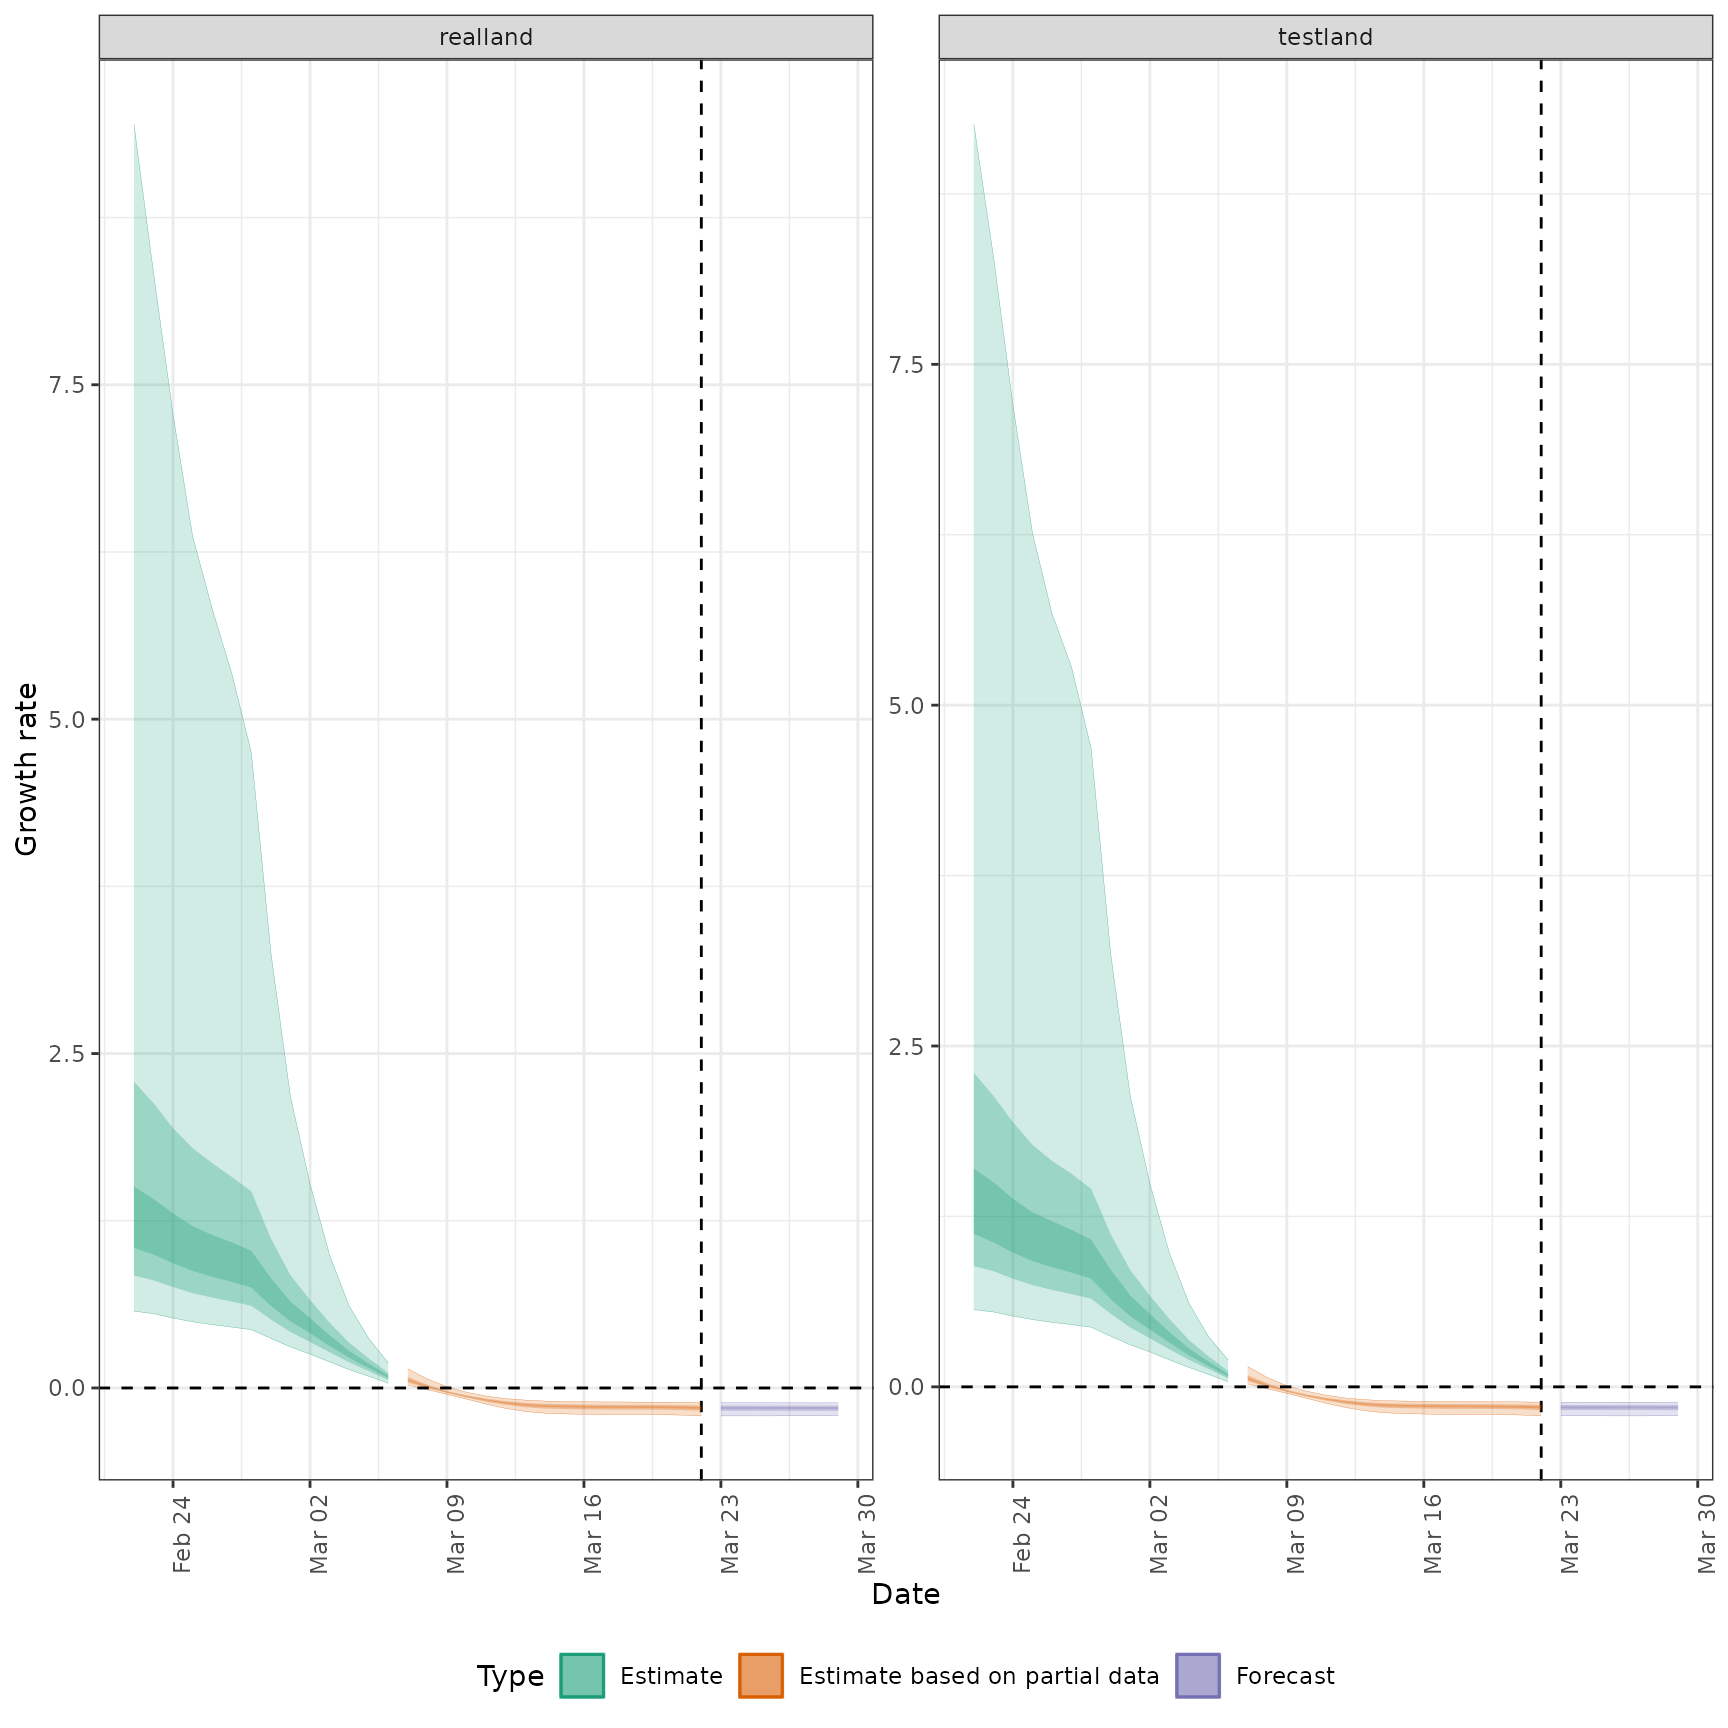 realland
testland
Growth rate
7.5
5.0
2.5
0.0
7.5
5.0
2.5
0.0
Feb 24
Mar 02
Mar 09
Mar 16
Mar 23
Mar 30
Feb 24
Mar 02
Mar 09
Mar 16
Mar 23
Mar 30
Date
Type Estimate Estimate based on partial data Forecast